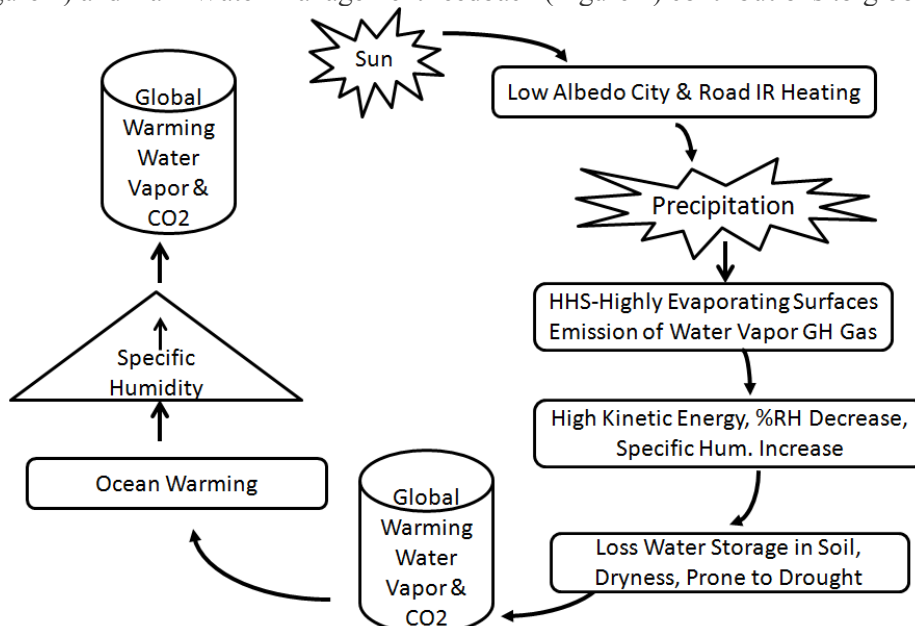 Sun
Low Albedo City & Road IR Heating
Precipitation
HHS-Highly Evaporating Surfaces
Emission of Water Vapor GH Gas
High Kinetic Energy, %RH Decrease,
Specific Hum. Increase
Loss Water Storage in Soil,
Dryness, Prone to Drought
Global
Warming
Water
Vapor &
CO2
Ocean Warming
Specific
Humidity
Global
Warming
Water
Vapor &
CO2